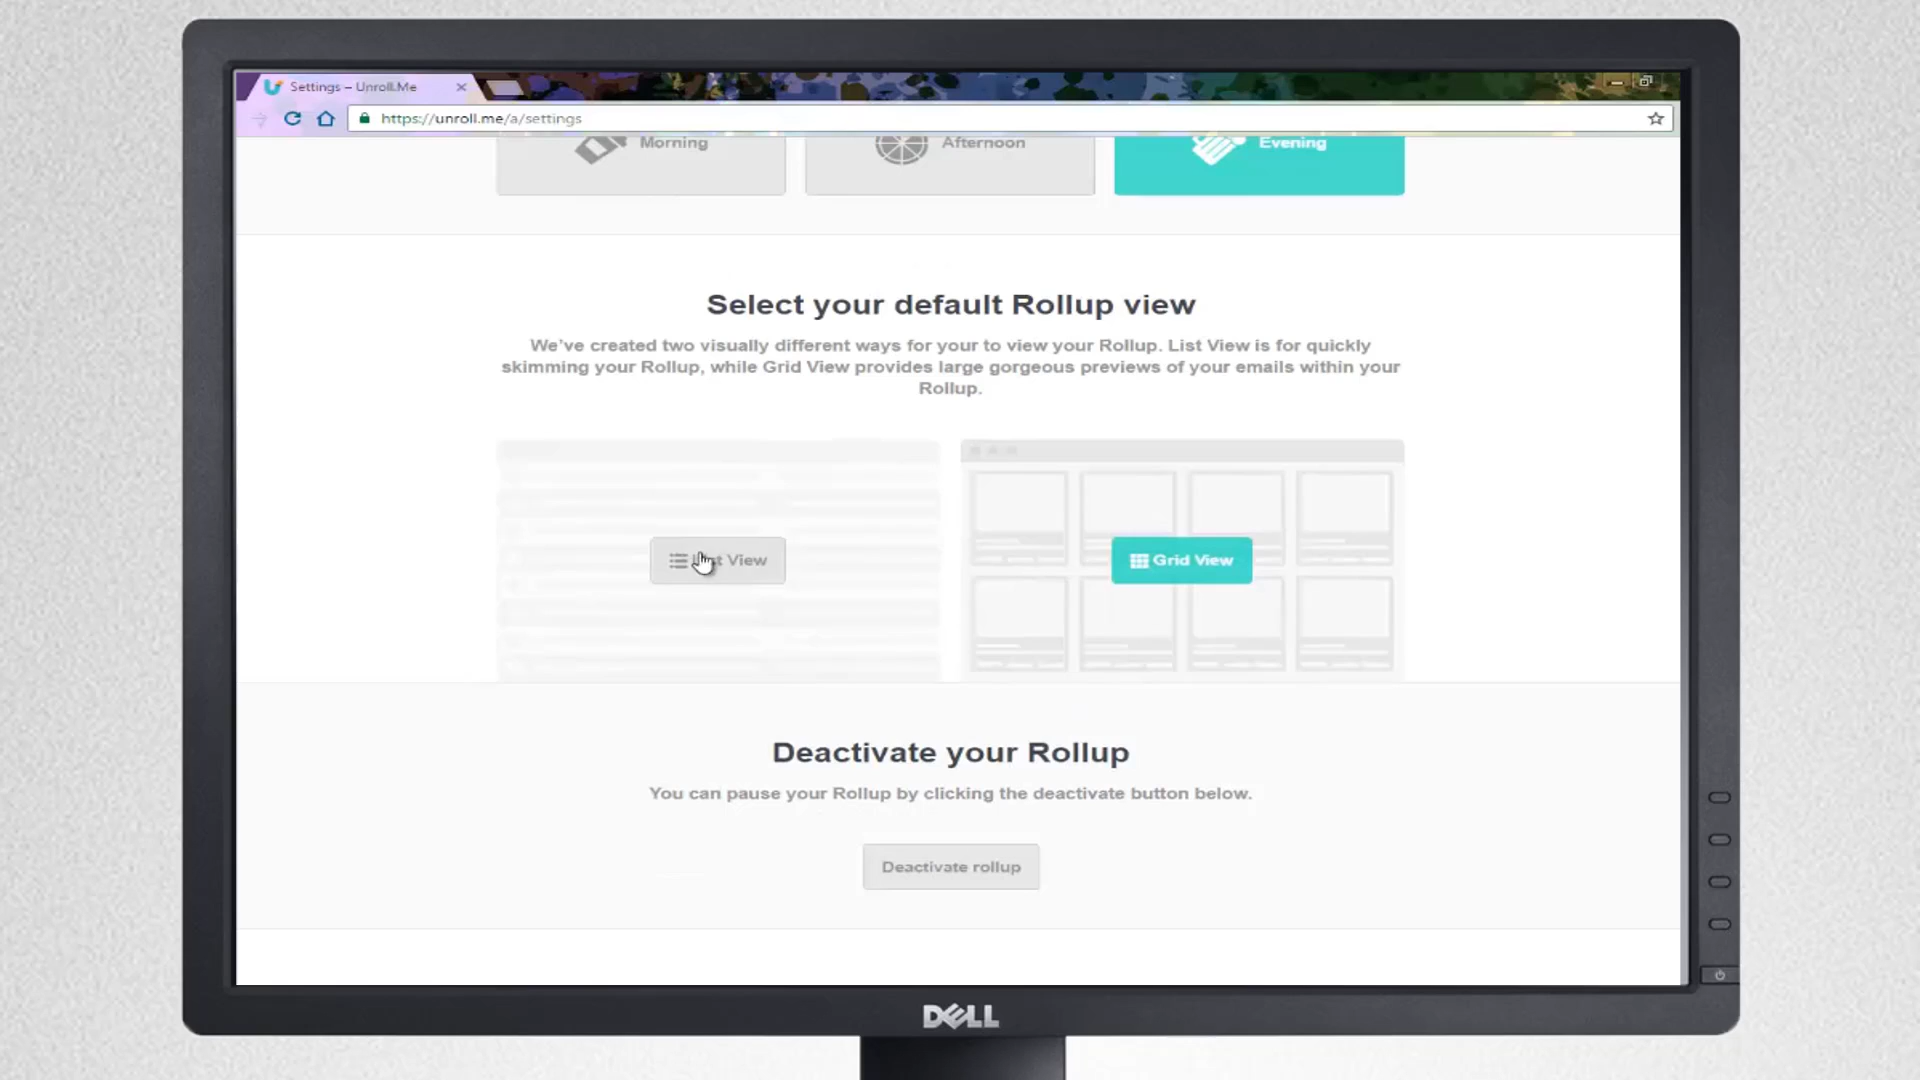 Settings – Unroll.Me
https://unroll.me/a/settings
Morning
Afternoon
Evening
Select your default Rollup view
We've created two visually different ways for your to view your Rollup. List View is for quickly
skimming your Rollup, while Grid View provides large gorgeous previews of your emails within your
Rollup.
View
Grid View
Deactivate your Rollup
You can pause your Rollup by clicking the deactivate button below.
Deactivate rollup
DELL